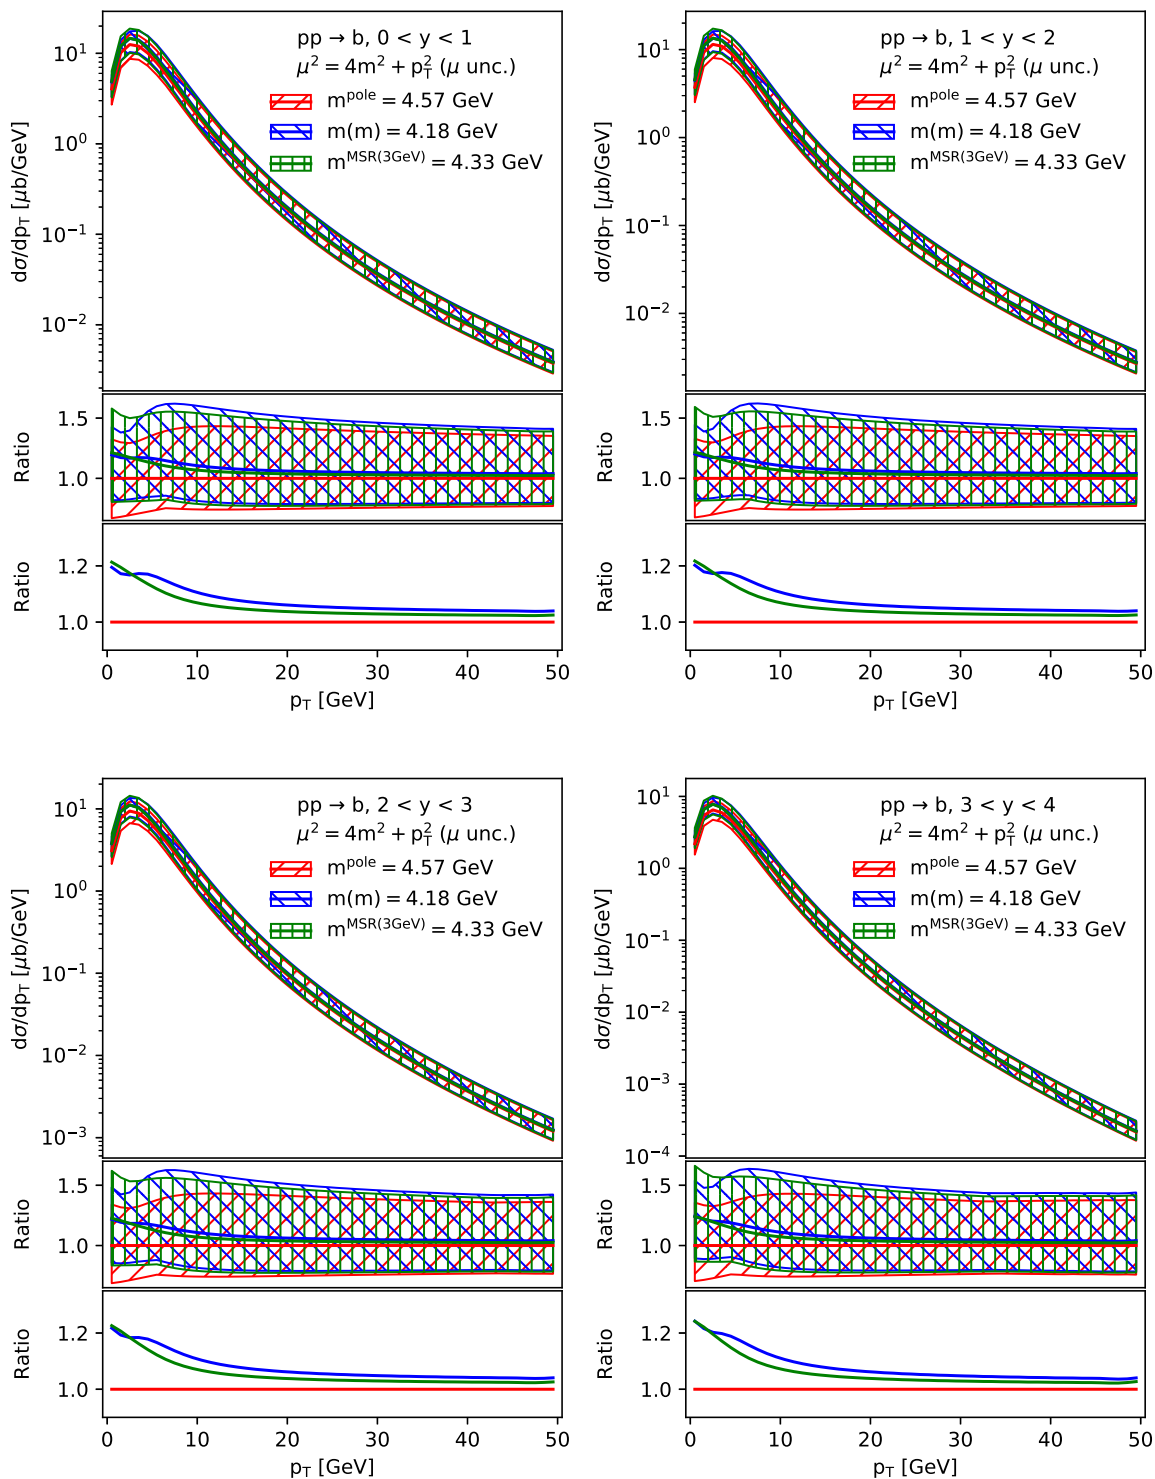 pp → b, 0 < y < 1
μ² = 4m² + p_T² (μ unc.)
m^pole = 4.57 GeV
m(m) = 4.18 GeV
m^MSR(3GeV) = 4.33 GeV
dσ/dp_T [μb/GeV]
10¹
10⁰
10⁻¹
10⁻²
Ratio
1.5
1.0
Ratio
1.2
1.0
0 10 20 30 40 50
p_T [GeV]
pp → b, 1 < y < 2
μ² = 4m² + p_T² (μ unc.)
m^pole = 4.57 GeV
m(m) = 4.18 GeV
m^MSR(3GeV) = 4.33 GeV
dσ/dp_T [μb/GeV]
10¹
10⁰
10⁻¹
10⁻²
Ratio
1.5
1.0
Ratio
1.2
1.0
0 10 20 30 40 50
p_T [GeV]
pp → b, 2 < y < 3
μ² = 4m² + p_T² (μ unc.)
m^pole = 4.57 GeV
m(m) = 4.18 GeV
m^MSR(3GeV) = 4.33 GeV
dσ/dp_T [μb/GeV]
10¹
10⁰
10⁻¹
10⁻²
10⁻³
Ratio
1.5
1.0
Ratio
1.2
1.0
0 10 20 30 40 50
p_T [GeV]
pp → b, 3 < y < 4
μ² = 4m² + p_T² (μ unc.)
m^pole = 4.57 GeV
m(m) = 4.18 GeV
m^MSR(3GeV) = 4.33 GeV
dσ/dp_T [μb/GeV]
10¹
10⁰
10⁻¹
10⁻²
10⁻³
10⁻⁴
Ratio
1.5
1.0
Ratio
1.2
1.0
0 10 20 30 40 50
p_T [GeV]